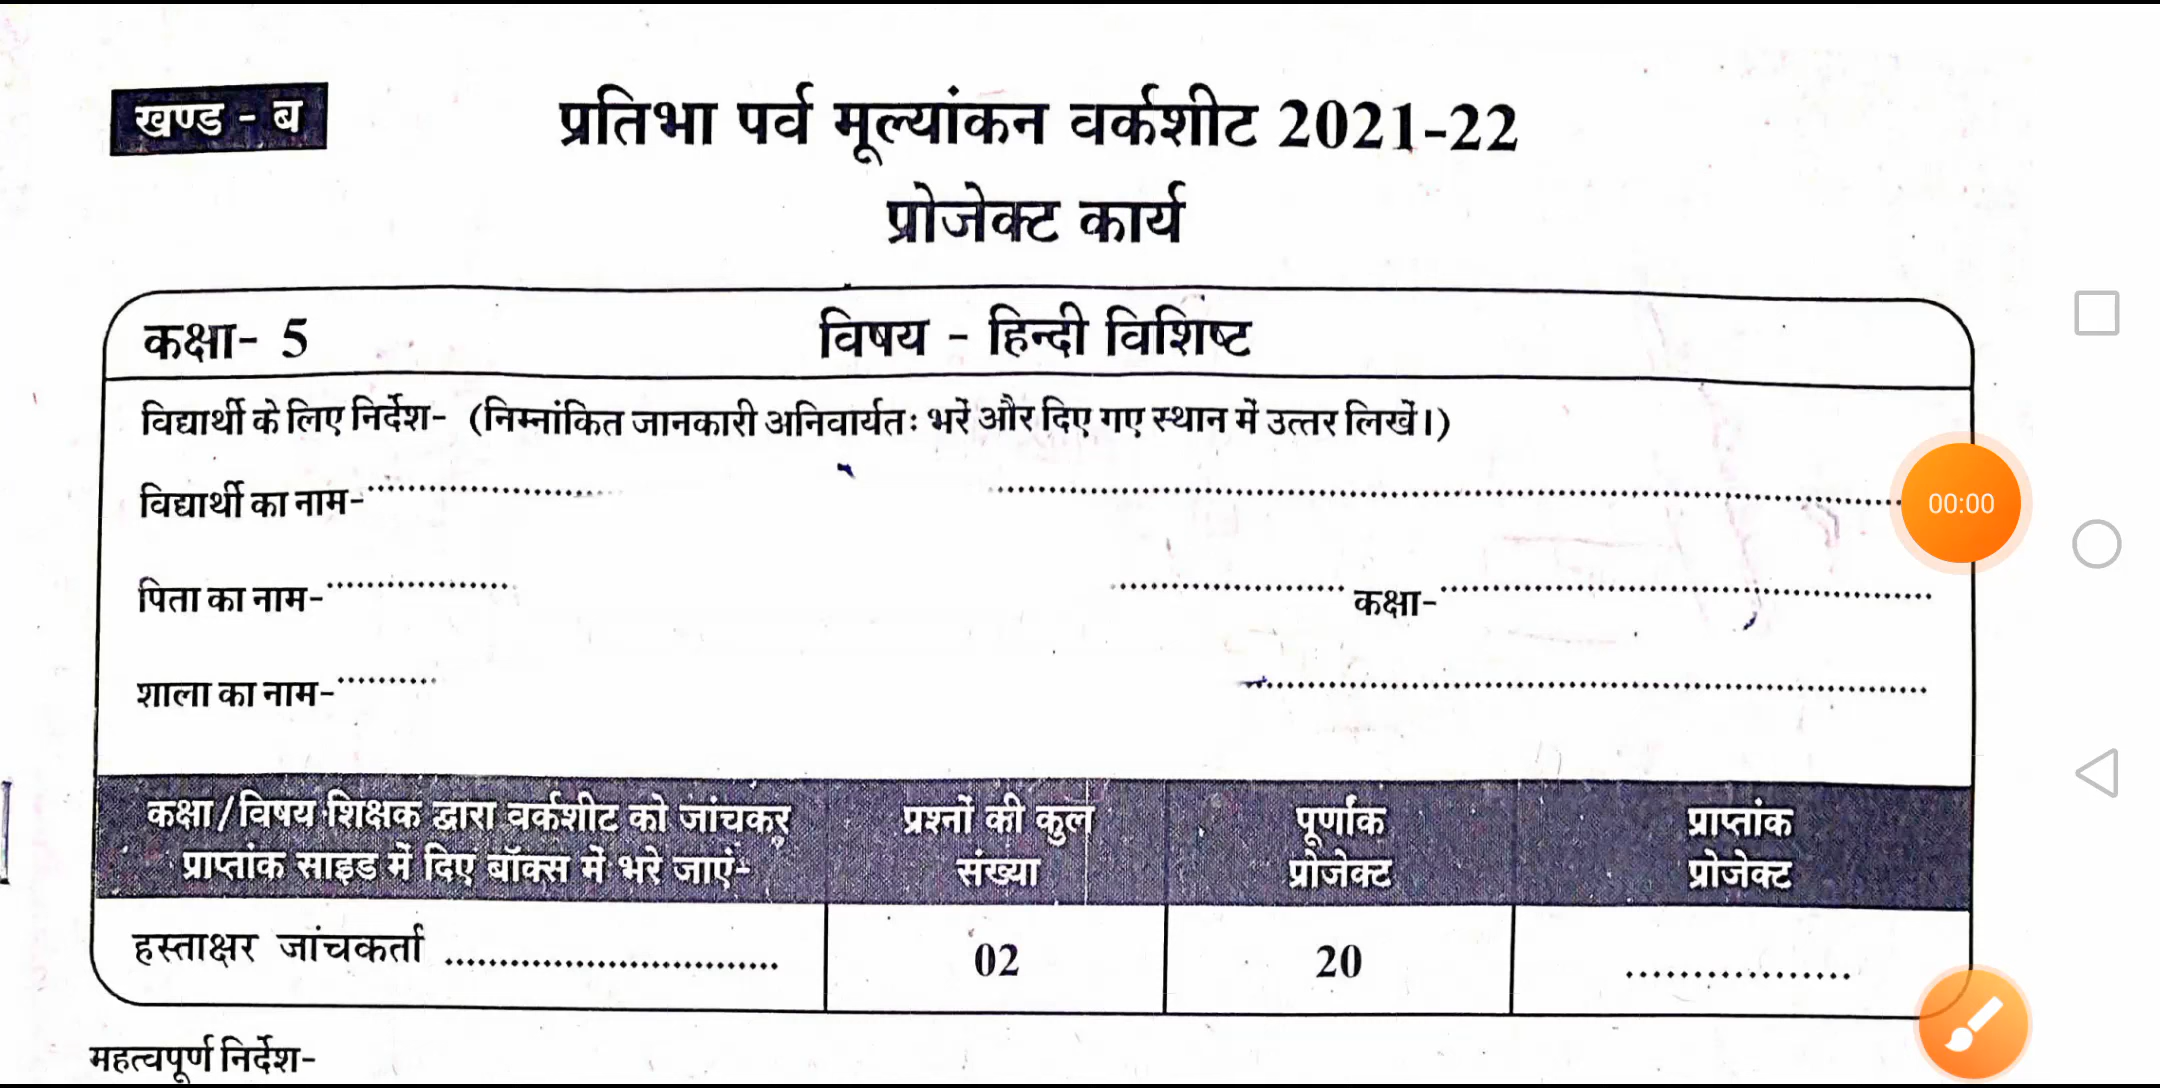 खण्ड - ब
प्रतिभा पर्व मूल्यांकन वर्कशीट 2021-22
प्रोजेक्ट कार्य
कक्षा- 5 विषय - हिन्दी विशिष्ट
विद्यार्थी के लिए निर्देश- (निम्नांकित जानकारी अनिवार्यतः भरें और दिए गए स्थान में उत्तर लिखें।)
विद्यार्थी का नाम-
00:00
पिता का नाम- कक्षा-
शाला का नाम-
कक्षा/विषय शिक्षक द्वारा वर्कशीट को जांचकर प्रश्नों की कुल पूर्णांक प्राप्तांक
प्राप्तांक साइड में दिए बॉक्स में भरे जाएं- संख्या प्रोजेक्ट प्रोजेक्ट
हस्ताक्षर जांचकर्ता .............................. 02 20 .................
महत्वपूर्ण निर्देश-